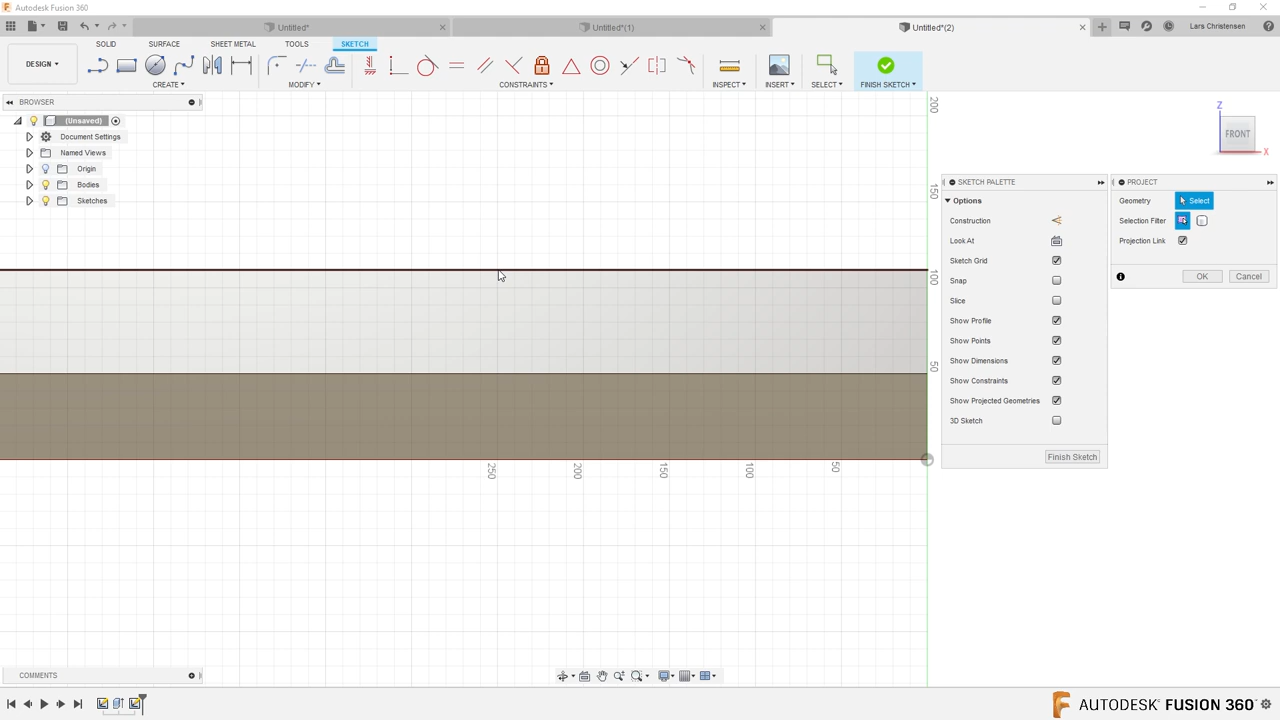 Autodesk Fusion 360
Untitled*
Untitled*(1)
Untitled*(2)
Lars Christensen
DESIGN
SOLID
SURFACE
SHEET METAL
TOOLS
SKETCH
CREATE
MODIFY
CONSTRAINTS
INSPECT
INSERT
SELECT
FINISH SKETCH
BROWSER
(Unsaved)
Document Settings
Named Views
Origin
Bodies
Sketches
200
150
100
50
250
200
150
100
50
Z
FRONT
X
SKETCH PALETTE
Options
Construction
Look At
Sketch Grid
Snap
Slice
Show Profile
Show Points
Show Dimensions
Show Constraints
Show Projected Geometries
3D Sketch
Finish Sketch
PROJECT
Geometry
Select
Selection Filter
Projection Link
OK
Cancel
COMMENTS
AUTODESK FUSION 360